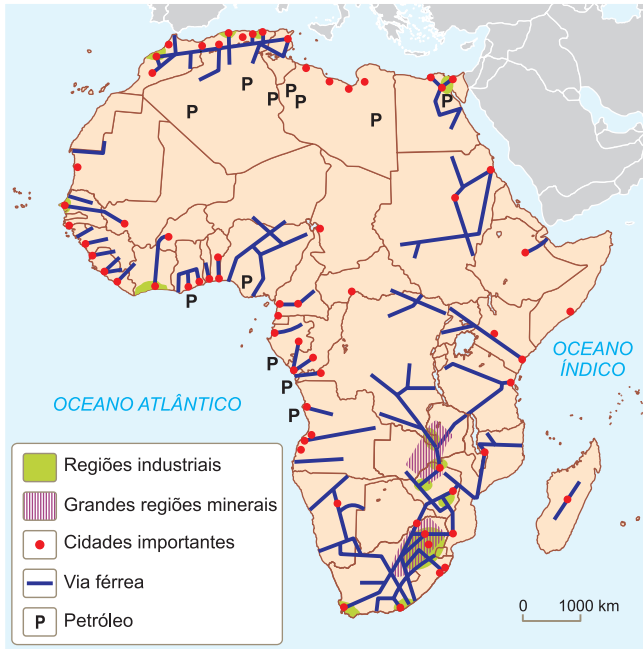 P
P
P
P
P
P
P
P
P
P
P
P
OCEANO
ÍNDICO
OCEANO ATLÂNTICO
Regiões industriais
Grandes regiões minerais
Cidades importantes
Via férrea
P Petróleo
0 1000 km